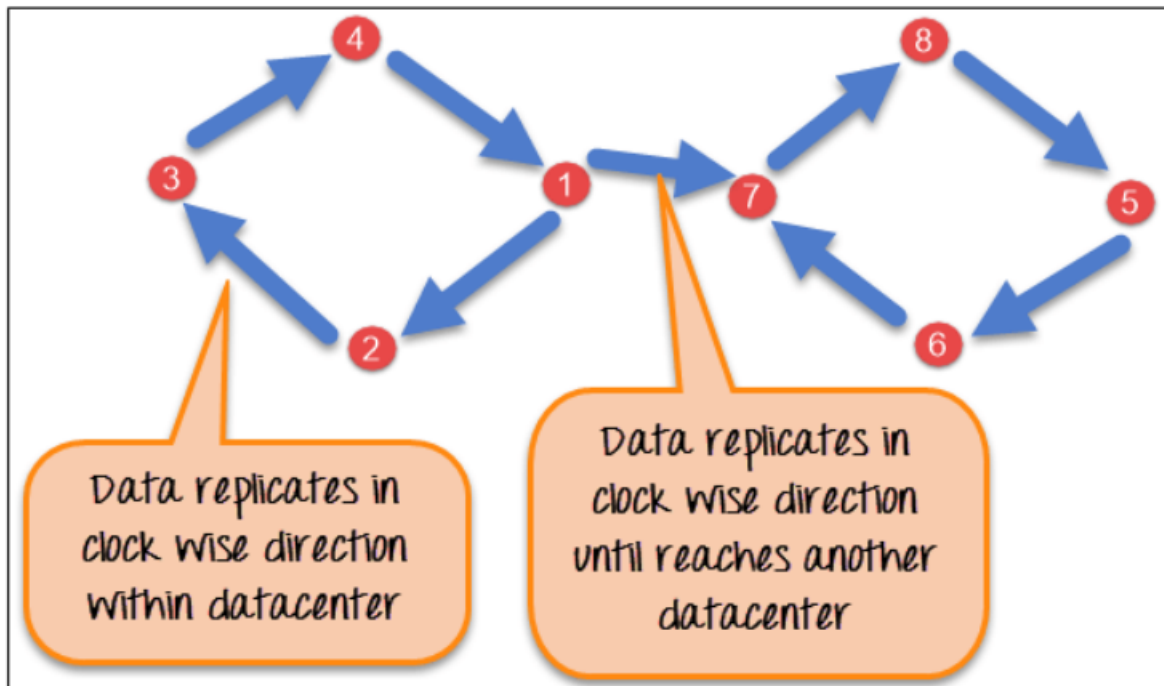 4
8
3
1
7
5
2
6
Data replicates in
clock wise direction
within datacenter
Data replicates in
clock wise direction
until reaches another
datacenter